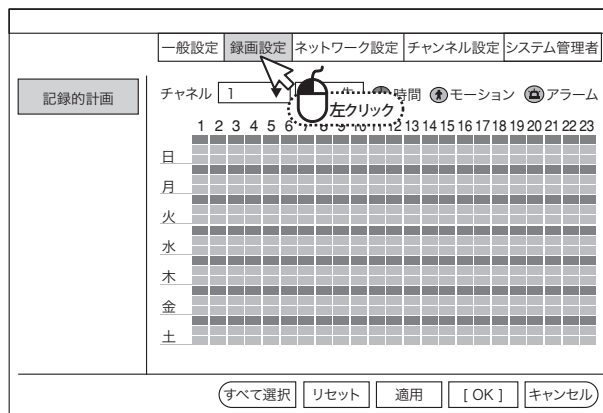 一般設定 録画設定 ネットワーク設定 チャンネル設定 システム管理者
記録的計画
チャネル 1 時間 モーション アラーム
左クリック
1 2 3 4 5 6 7 8 9 10 11 12 13 14 15 16 17 18 19 20 21 22 23
日
月
火
水
木
金
土
すべて選択 リセット 適用 [ OK ] キャンセル